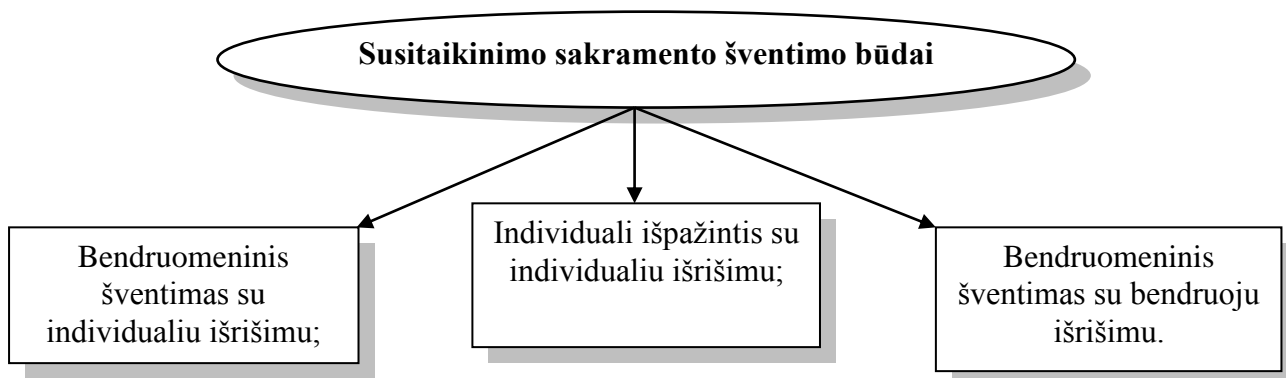 Susitaikinimo sakramento šventimo būdai
Bendruomeninis
šventimas su
individualiu išrišimu;
Individuali išpažintis su
individualiu išrišimu;
Bendruomeninis
šventimas su bendruoju
išrišimu.